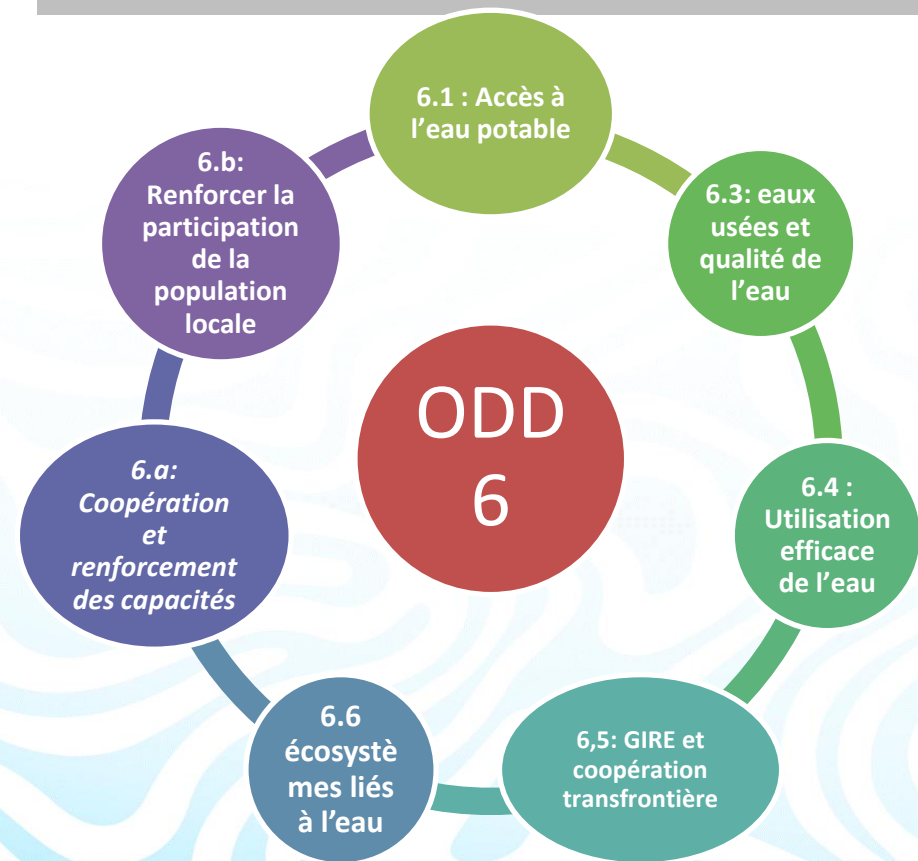 6.1 : Accès à
l’eau potable
6.3: eaux
usées et
qualité de
l’eau
6.4 :
Utilisation
efficace
de l’eau
6,5: GIRE et
coopération
transfrontière
6.6
écosystè
mes liés
à l’eau
6.a:
Coopération
et
renforcement
des capacités
6.b:
Renforcer la
participation
de la
population
locale
ODD
6